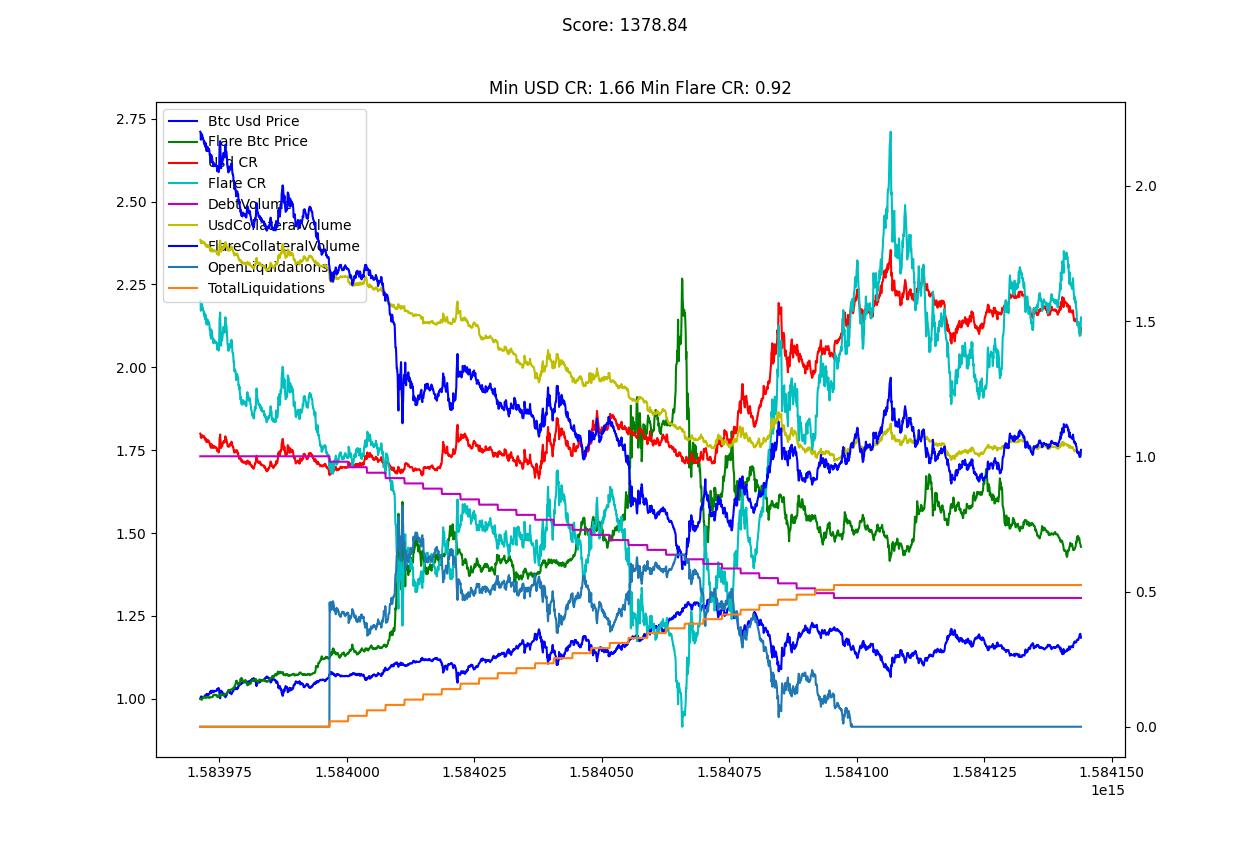 Score: 1378.84
Min USD CR: 1.66 Min Flare CR: 0.92
Btc Usd Price
Flare Btc Price
Usd CR
Flare CR
DebtVolume
UsdCollateralVolume
FlareCollateralVolume
OpenLiquidations
TotalLiquidations
2.75
2.50
2.25
2.00
1.75
1.50
1.25
1.00
2.0
1.5
1.0
0.5
0.0
1.583975
1.584000
1.584025
1.584050
1.584075
1.584100
1.584125
1.584150
1e15